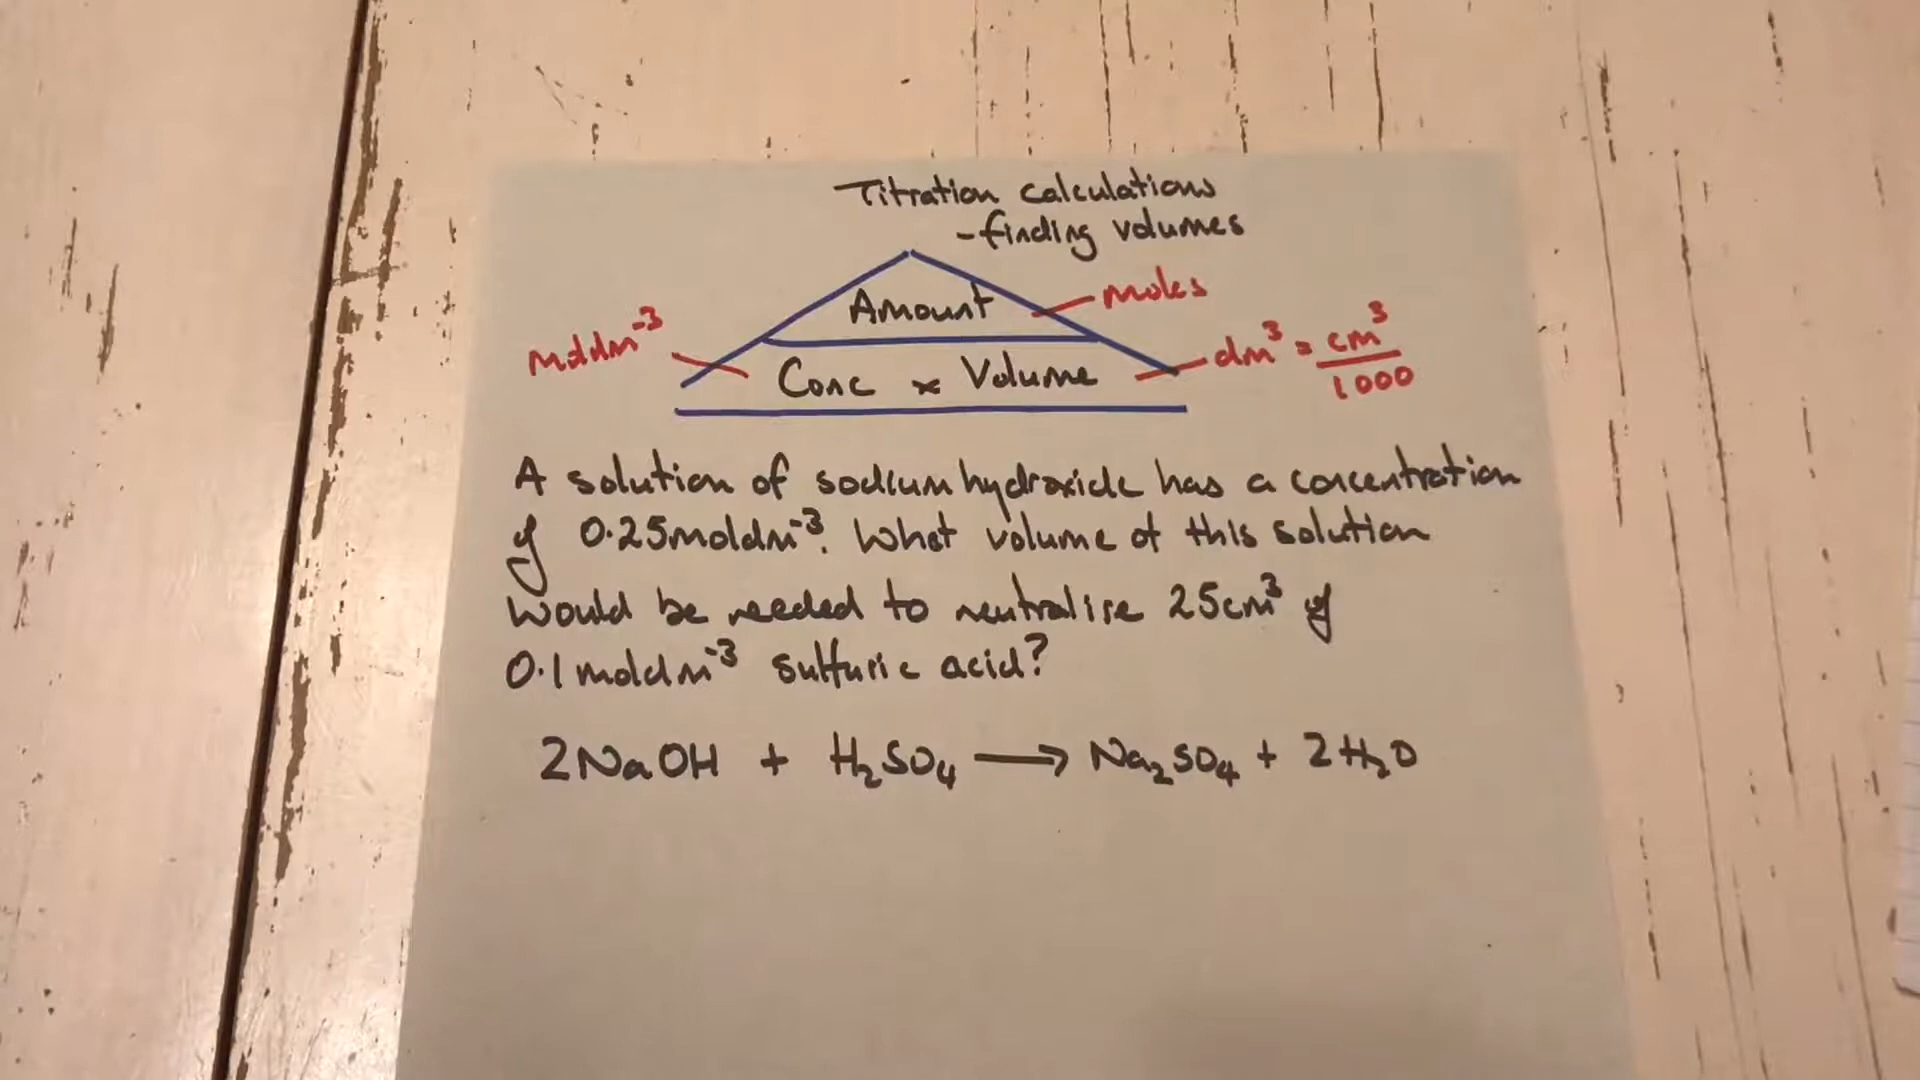 Titration calculations
- finding volumes
Amount
moles
moldm⁻³
Conc × Volume
dm³ = cm³
1000
A solution of sodium hydroxide has a concentration
of 0.25moldm⁻³. What volume of this solution
would be needed to neutralise 25cm³ of
0.1moldm⁻³ sulfuric acid?
2NaOH + H₂SO₄ ⟶ Na₂SO₄ + 2H₂O